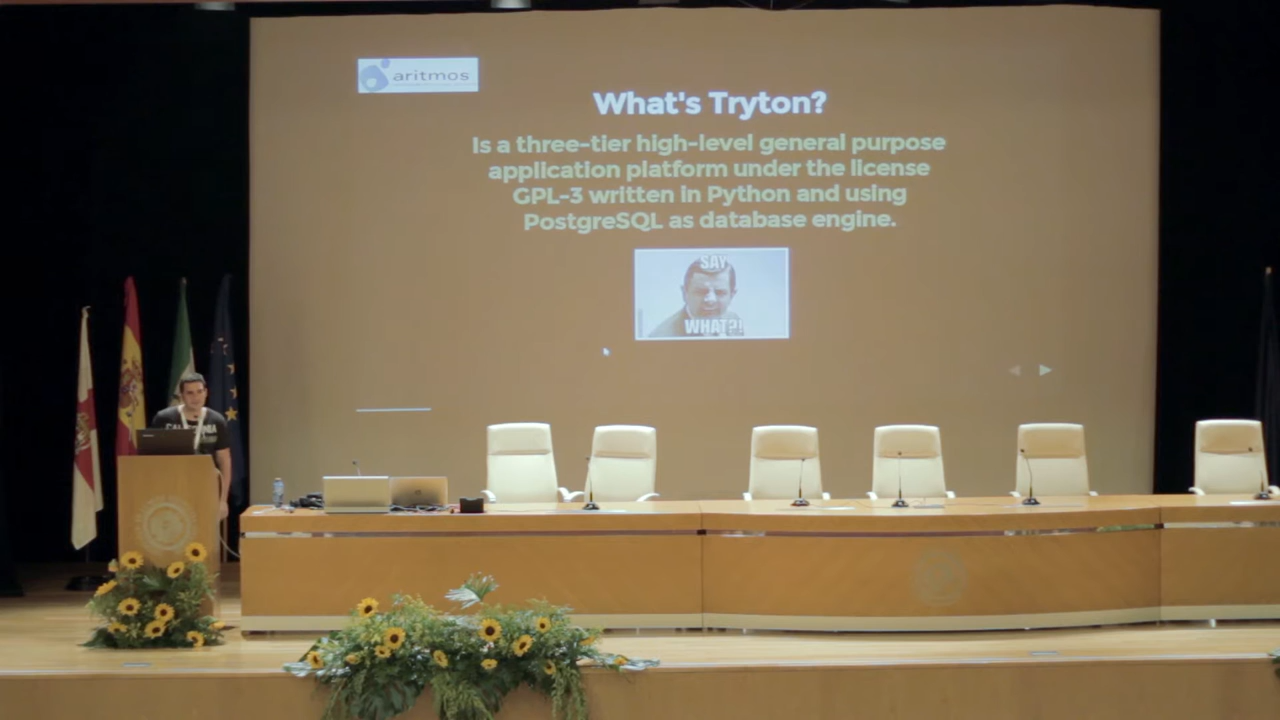 aritmos
What's Tryton?
Is a three-tier high-level general purpose
application platform under the license
GPL-3 written in Python and using
PostgreSQL as database engine.
SAY
WHAT?!
CALIFORNIA